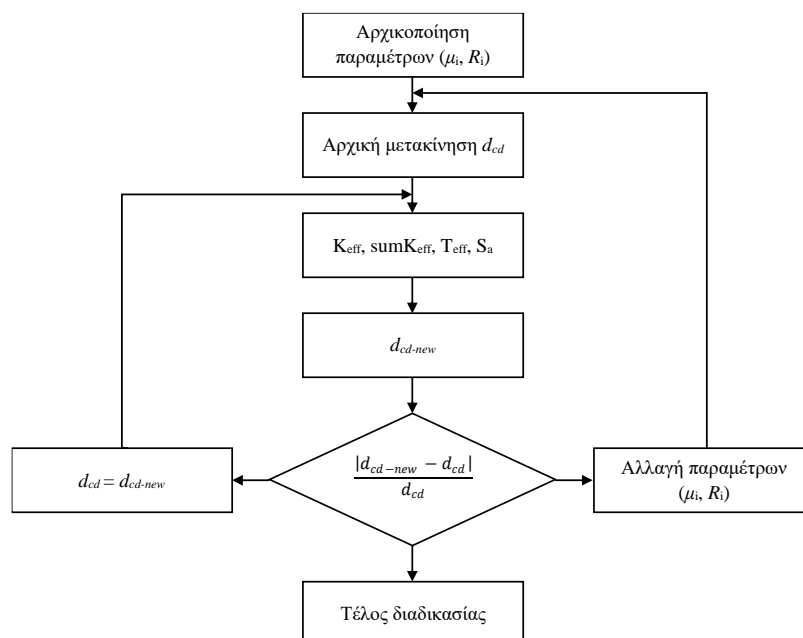 Αρχικοποίηση
παραμέτρων (μi, Ri)
Αρχική μετακίνηση dcd
Keff, sumKeff, Teff, Sa
dcd-new
|dcd−new − dcd|
dcd
dcd = dcd-new
Αλλαγή παραμέτρων
(μi, Ri)
Τέλος διαδικασίας